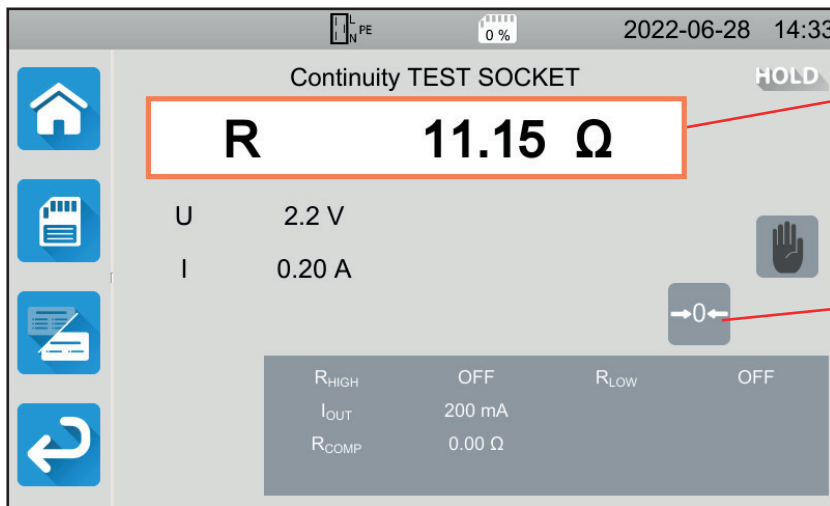 L
N PE
0 % 2022-06-28 14:33
Continuity TEST SOCKET HOLD
R 11.15 Ω
U 2.2 V
I 0.20 A
→0←
RHIGH OFF RLOW OFF
IOUT 200 mA
RCOMP 0.00 Ω